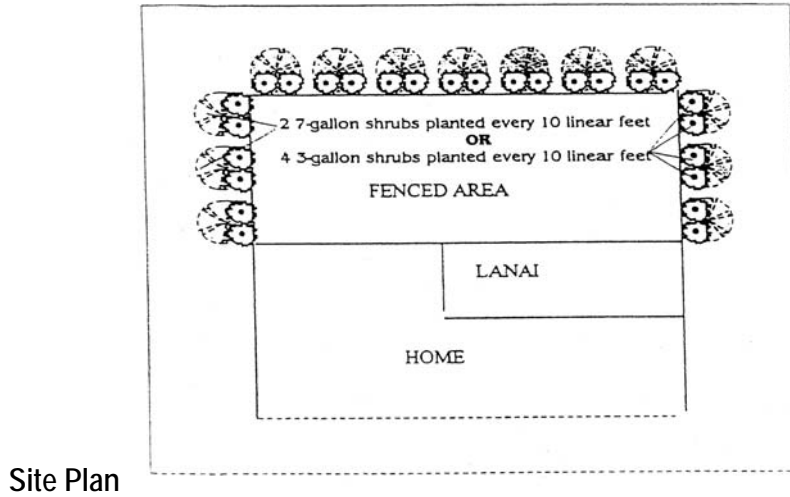 2 7-gallon shrubs planted every 10 linear feet
OR
4 3-gallon shrubs planted every 10 linear feet
FENCED AREA
LANAI
HOME
Site Plan